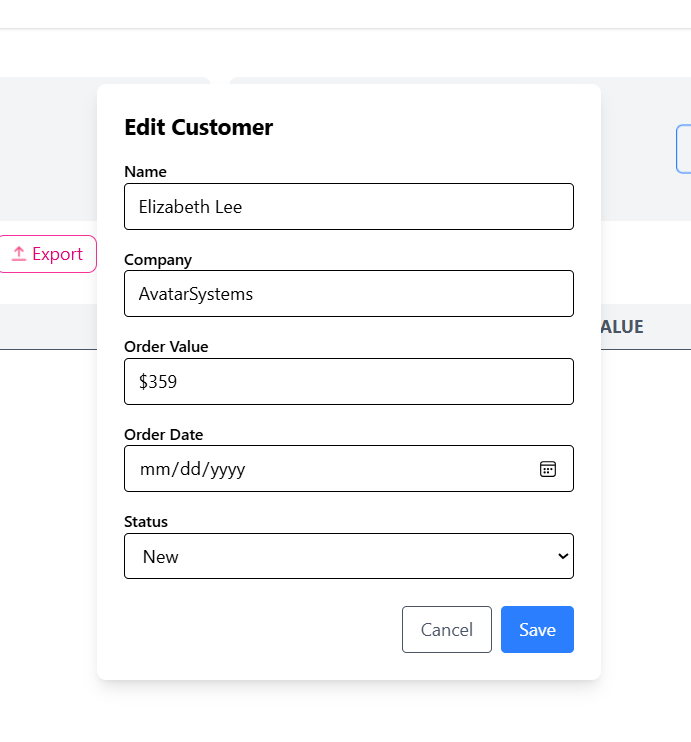 Edit Customer
Name
Elizabeth Lee
Company
AvatarSystems
Order Value
$359
Order Date
mm/dd/yyyy
Status
New
Cancel Save
Export
ALUE